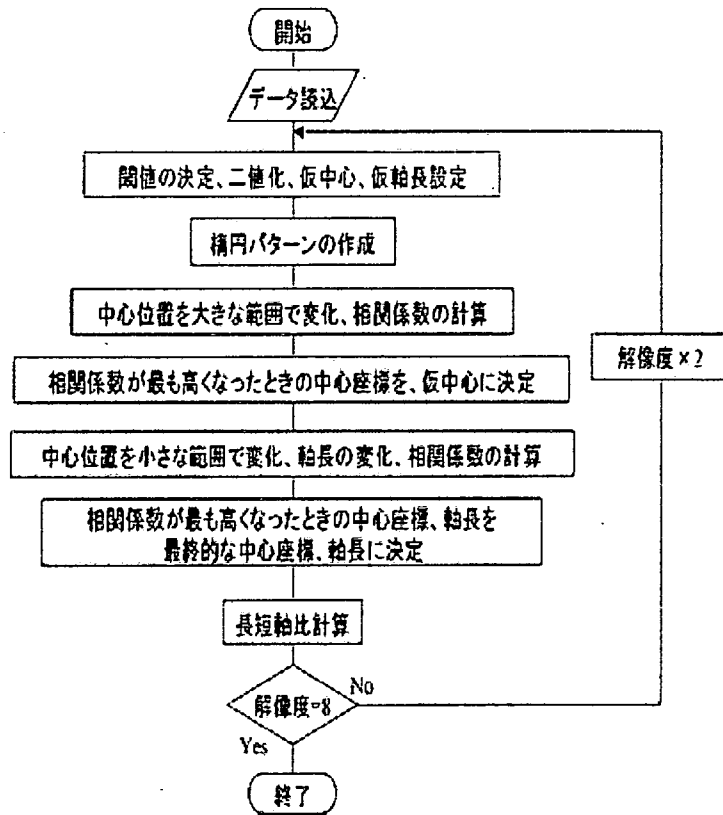 開始
データ読込
閾値の決定、二値化、仮中心、仮軸長設定
楕円パターンの作成
中心位置を大きな範囲で変化、相関係数の計算
解像度×2
相関係数が最も高くなったときの中心座標を、仮中心に決定
中心位置を小さな範囲で変化、軸長の変化、相関係数の計算
相関係数が最も高くなったときの中心座標、軸長を
最終的な中心座標、軸長に決定
長短軸比計算
解像度=8
No
Yes
終了